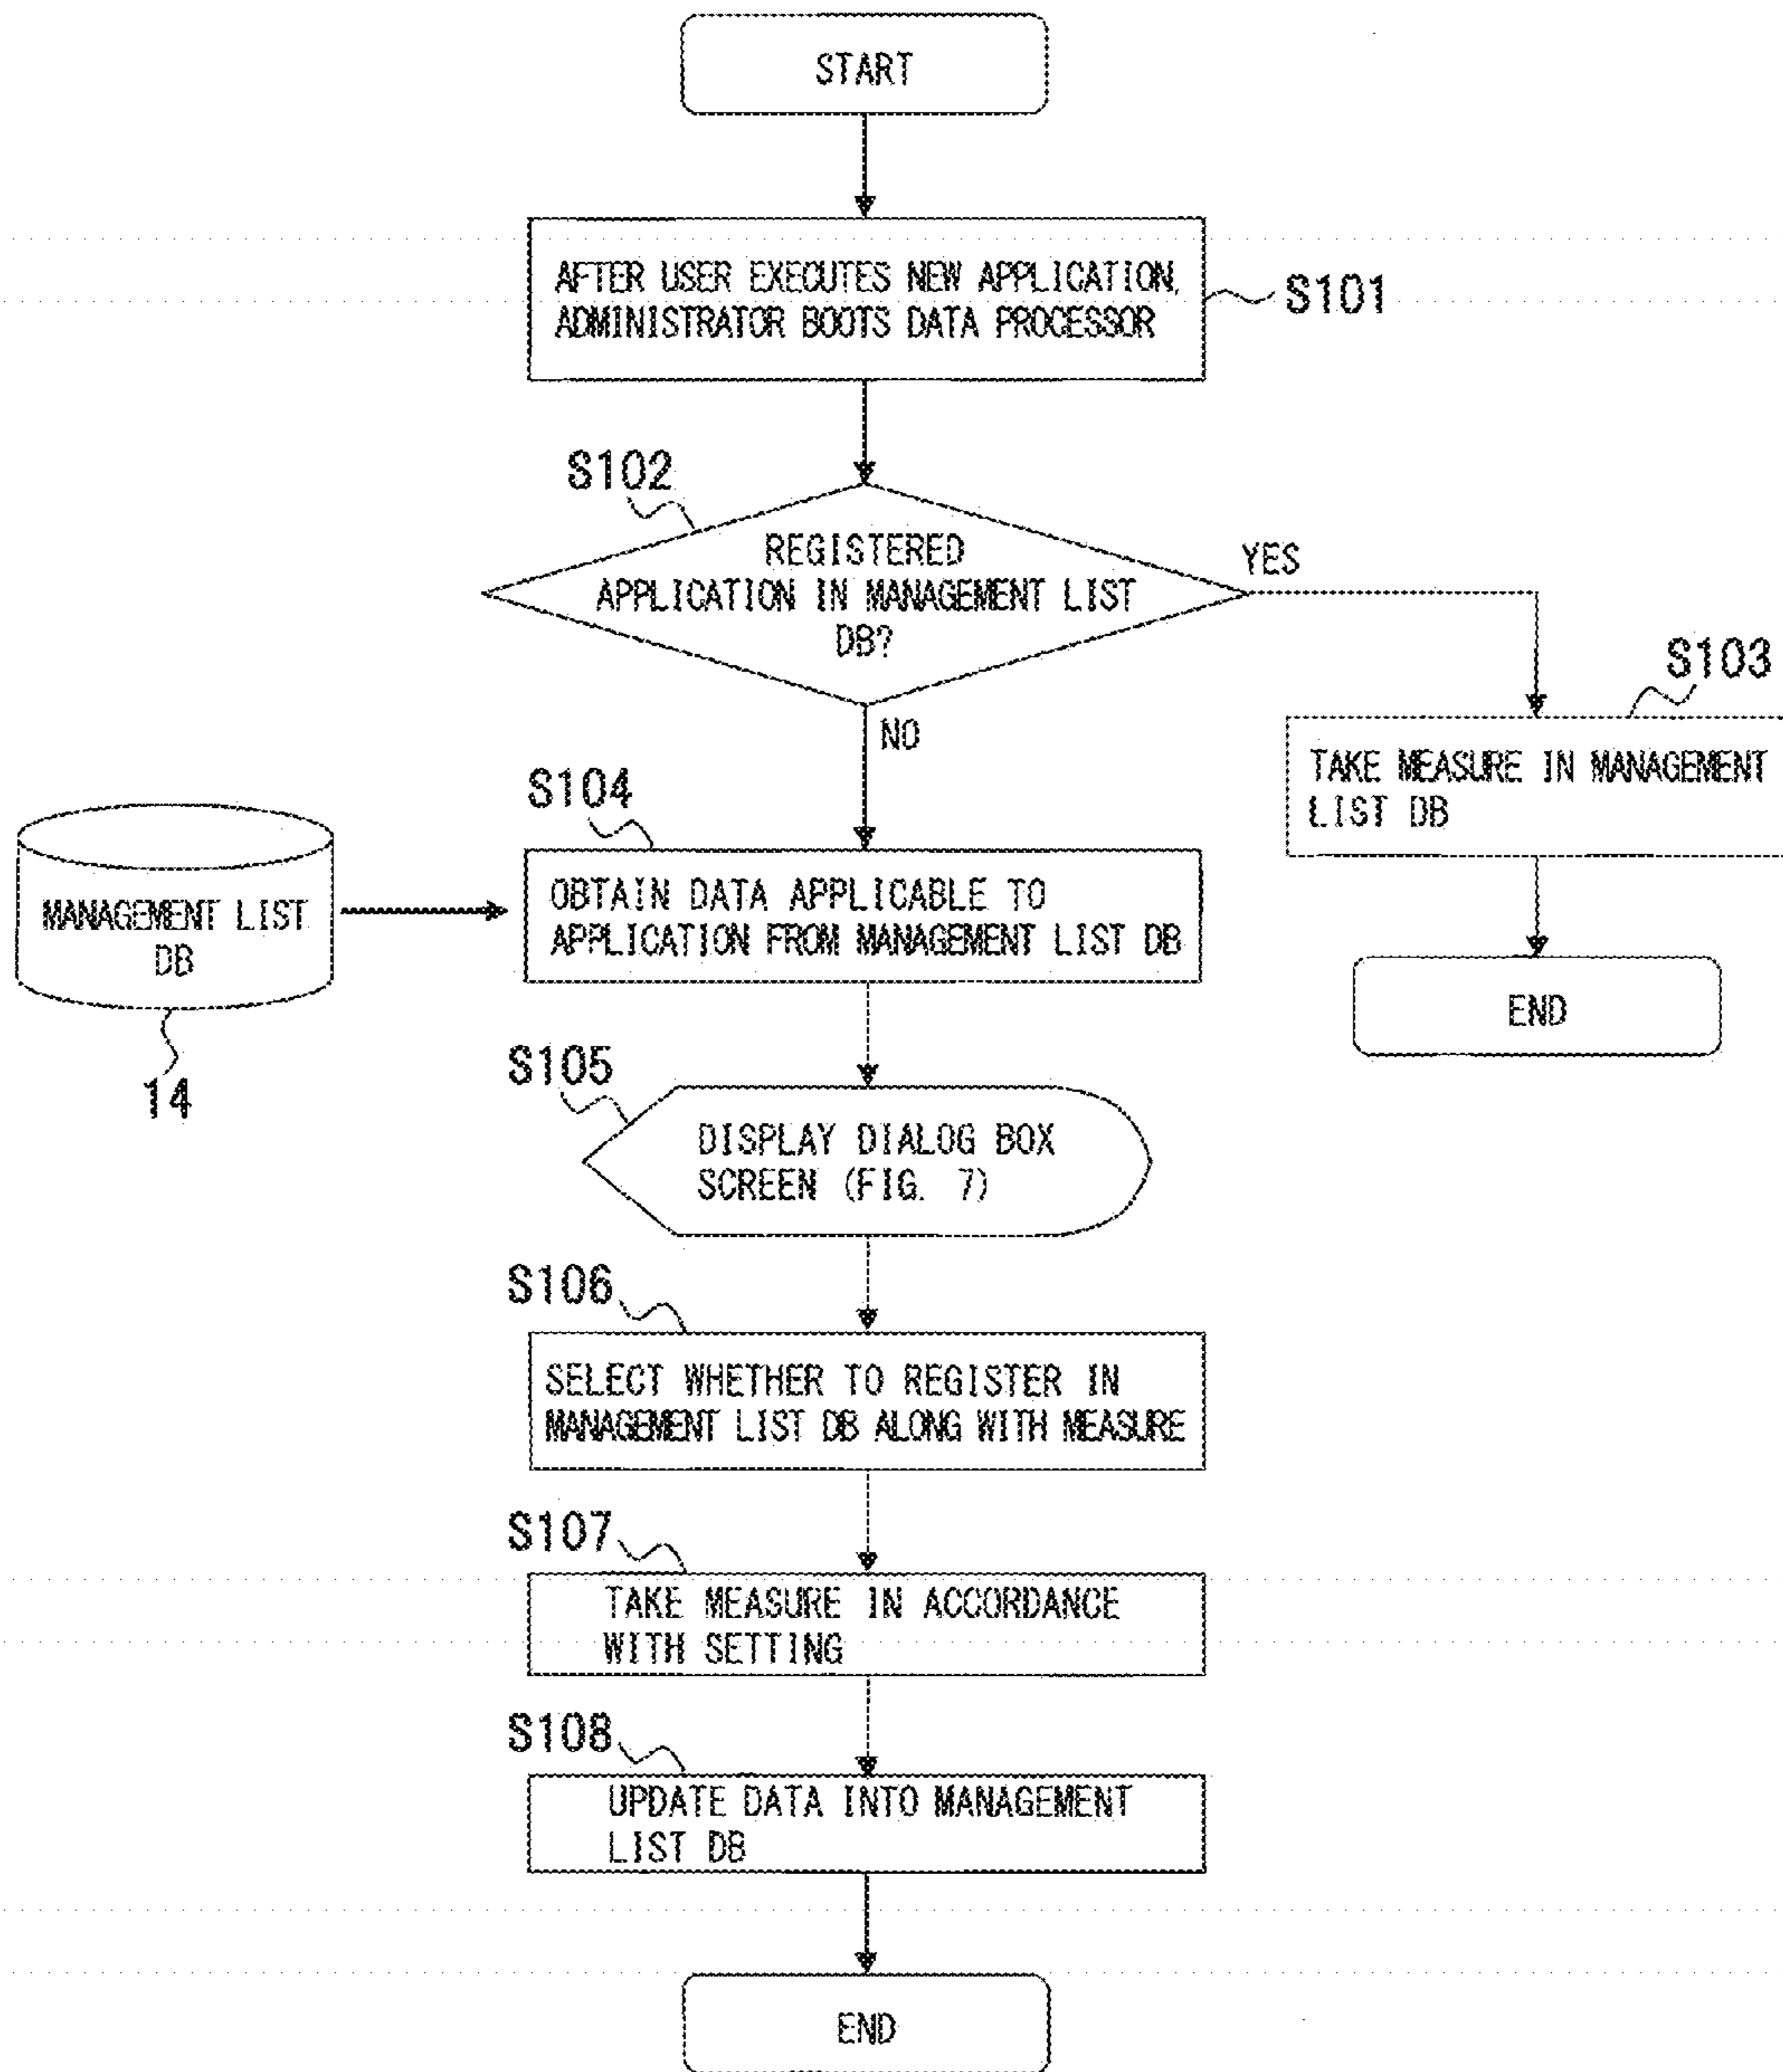 START
AFTER USER EXECUTES NEW APPLICATION,
ADMINISTRATOR BOOTS DATA PROCESSOR
S101
S102
REGISTERED
APPLICATION IN MANAGEMENT LIST
DB?
YES
NO
S103
TAKE MEASURE IN MANAGEMENT
LIST DB
END
S104
MANAGEMENT LIST
DB
14
OBTAIN DATA APPLICABLE TO
APPLICATION FROM MANAGEMENT LIST DB
S105
DISPLAY DIALOG BOX
SCREEN (FIG. 7)
S106
SELECT WHETHER TO REGISTER IN
MANAGEMENT LIST DB ALONG WITH MEASURE
S107
TAKE MEASURE IN ACCORDANCE
WITH SETTING
S108
UPDATE DATA INTO MANAGEMENT
LIST DB
END